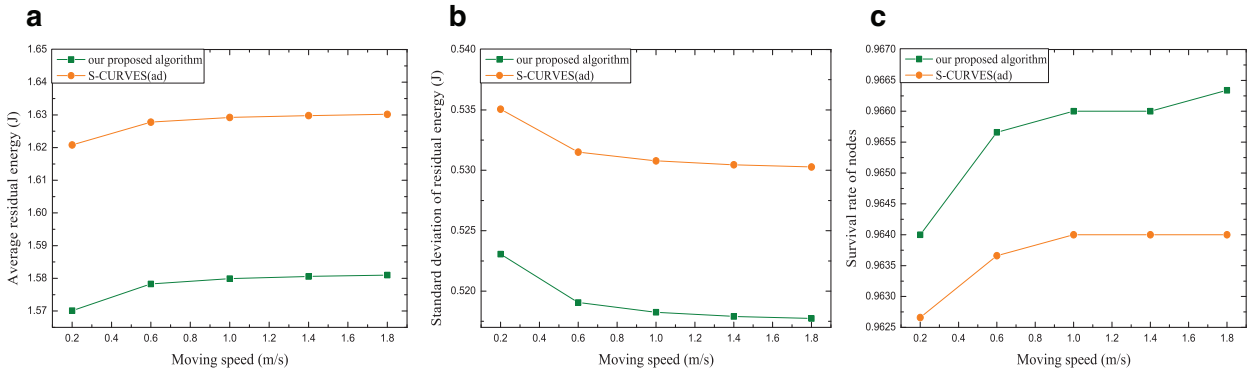 a
our proposed algorithm
S-CURVES(ad)
1.65
1.64
1.63
1.62
1.61
1.60
1.59
1.58
1.57
Average residual energy (J)
0.2 0.4 0.6 0.8 1.0 1.2 1.4 1.6 1.8
Moving speed (m/s)
b
our proposed algorithm
S-CURVES(ad)
0.540
0.535
0.530
0.525
0.520
Standard deviation of residual energy (J)
0.2 0.4 0.6 0.8 1.0 1.2 1.4 1.6 1.8
Moving speed (m/s)
c
our proposed algorithm
S-CURVES(ad)
0.9670
0.9665
0.9660
0.9655
0.9650
0.9645
0.9640
0.9635
0.9630
0.9625
Survival rate of nodes
0.2 0.4 0.6 0.8 1.0 1.2 1.4 1.6 1.8
Moving speed (m/s)